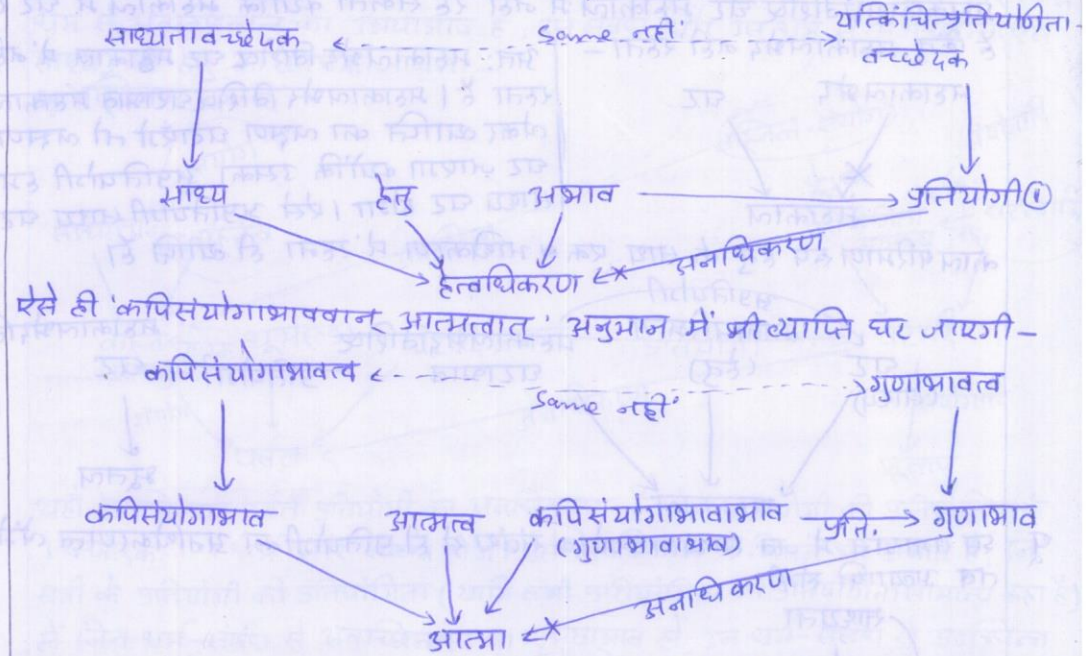 साध्यतावच्छेदक same नहीं यत्किंचित्प्रतियोगिता-
वच्छेदक
साध्य हेतु अभाव प्रतियोगी ①
समाधिकरण
हेत्वधिकरण
ऐसे ही 'कपिसंयोगाभाववान् आत्मत्वात्' अनुमान में भी व्याप्ति घट जाएगी-
कपिसंयोगाभावत्व same नहीं गुणाभावत्व
कपिसंयोगाभाव आत्मत्व कपिसंयोगाभावाभाव प्रति. गुणाभाव
(गुणाभावाभाव)
समाधिकरण
आत्मा